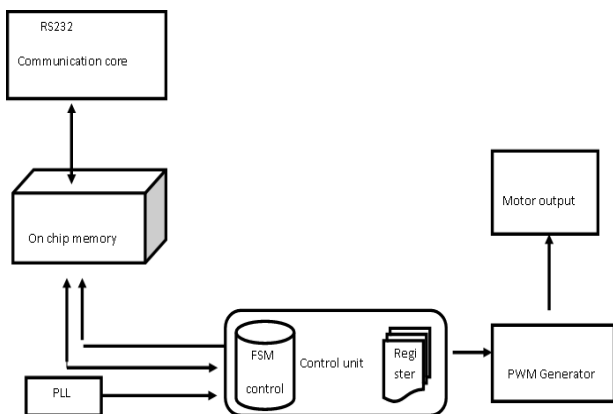 RS232
Communication core
On chip memory
Motor output
FSM
control
Control unit
Regi
ster
PLL
PWM Generator